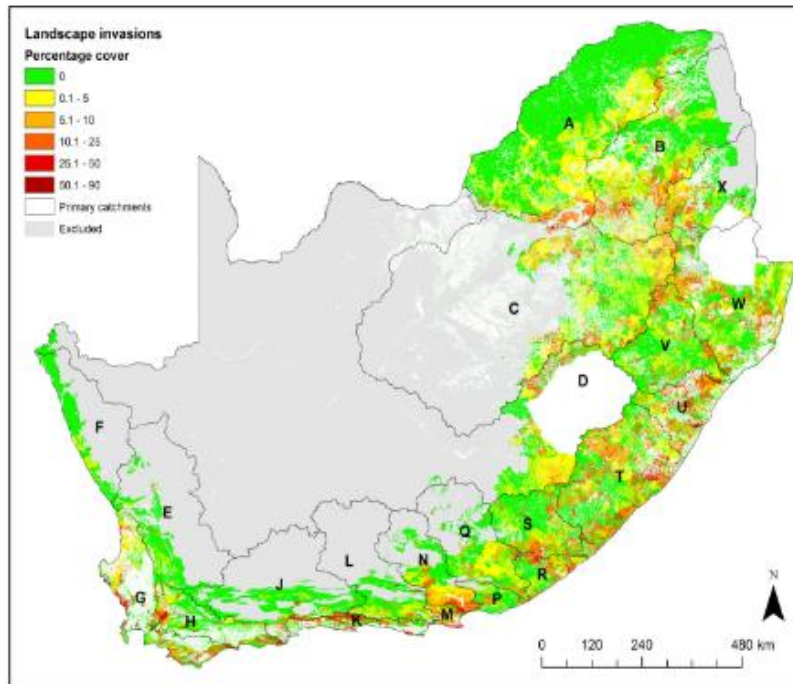 Landscape invasions
Percentage cover
0
0.1 - 5
5.1 - 10
10.1 - 25
25.1 - 50
50.1 - 90
Primary catchments
Excluded
A
B
X
C
W
V
D
U
F
T
E
S
Q
L
N
J
R
G
P
H
K
M
N
0 120 240 480 km